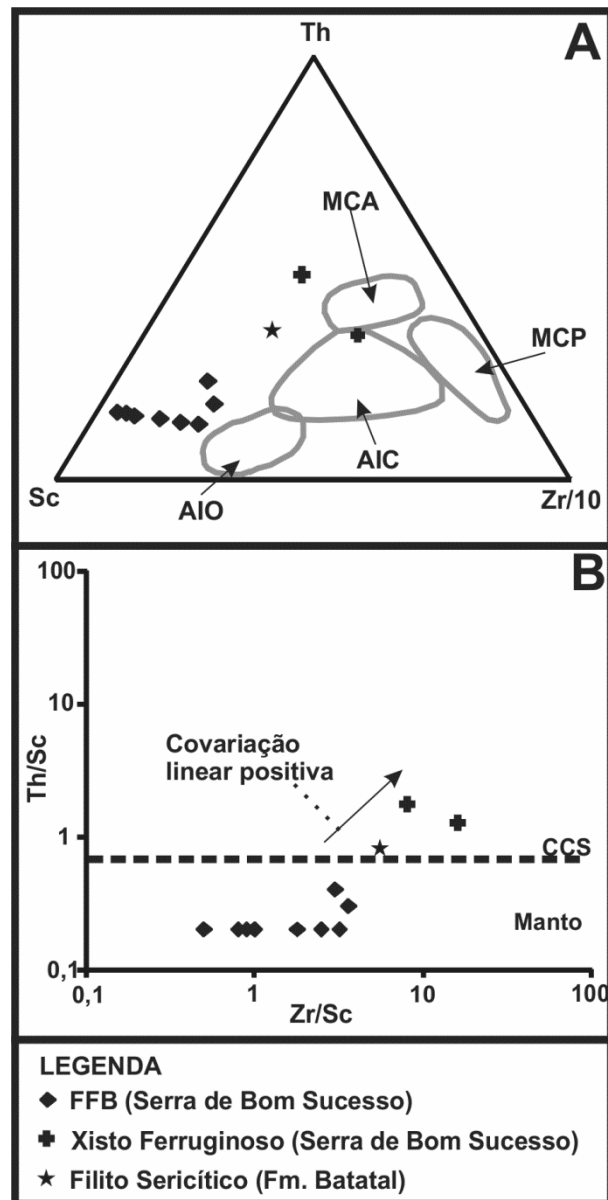 A
Th
MCA
MCP
AIC
AIO
Sc
Zr/10
B
100
10
1
0,1
Th/Sc
Covariação
linear positiva
CCS
Manto
0,1
1
10
100
Zr/Sc
LEGENDA
FFB (Serra de Bom Sucesso)
Xisto Ferruginoso (Serra de Bom Sucesso)
Filito Sericítico (Fm. Batatal)